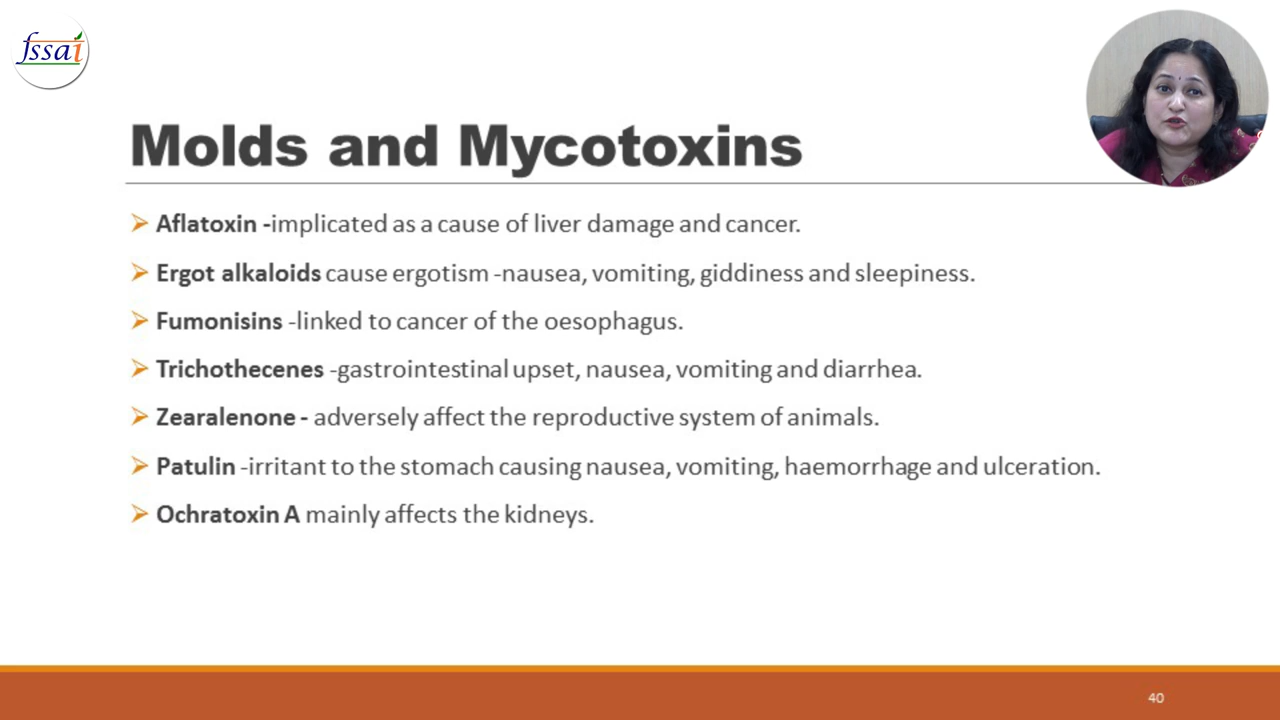 fssai
Molds and Mycotoxins
Aflatoxin -implicated as a cause of liver damage and cancer.
Ergot alkaloids cause ergotism -nausea, vomiting, giddiness and sleepiness.
Fumonisins -linked to cancer of the oesophagus.
Trichothecenes -gastrointestinal upset, nausea, vomiting and diarrhea.
Zearalenone - adversely affect the reproductive system of animals.
Patulin -irritant to the stomach causing nausea, vomiting, haemorrhage and ulceration.
Ochratoxin A mainly affects the kidneys.
40